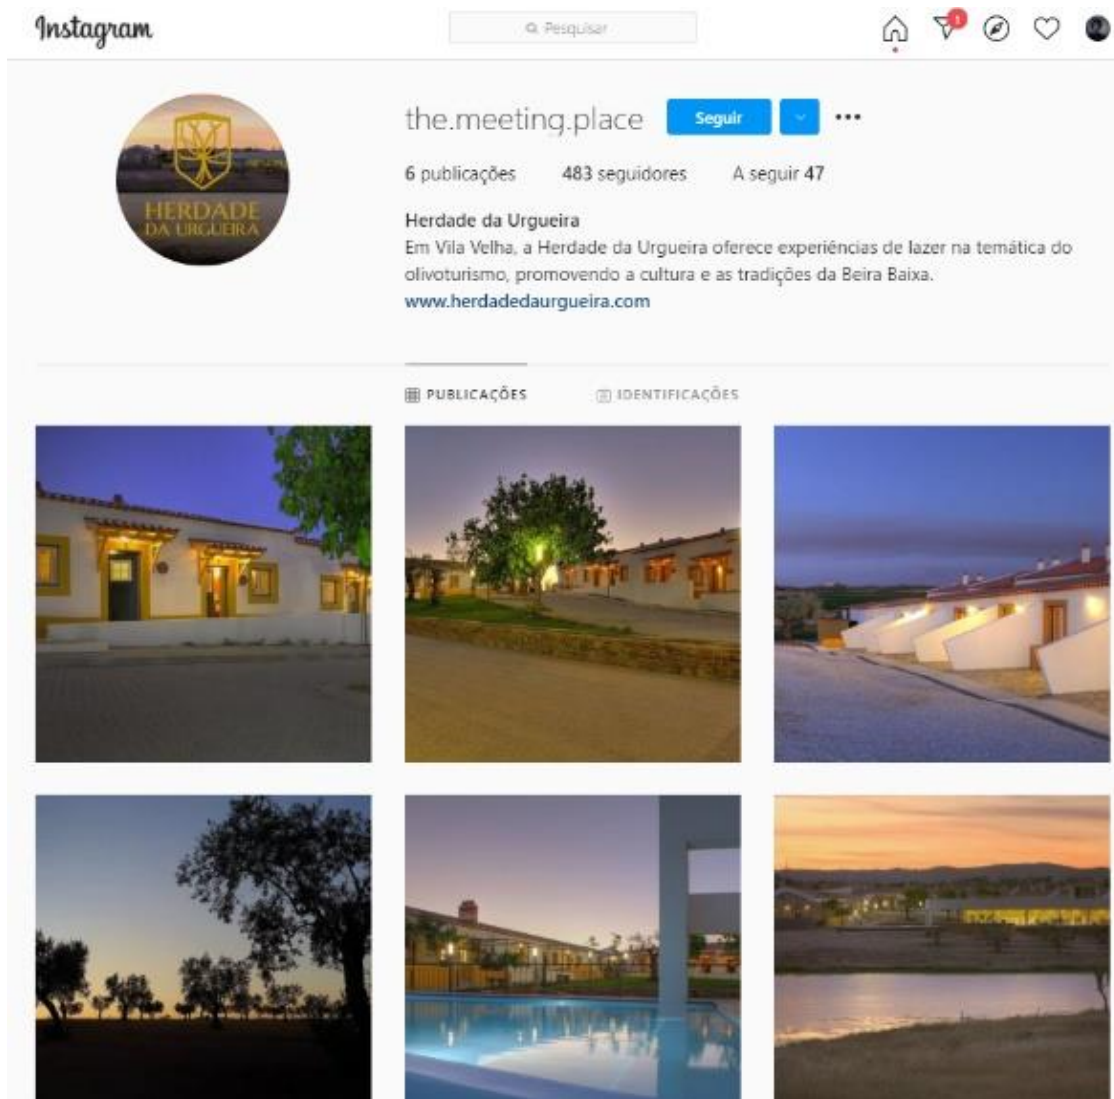 Instagram
Pesquisar
1
the.meeting.place Seguir
6 publicações 483 seguidores A seguir 47
HERDADE
DA URGUEIRA
Herdade da Urgueira
Em Vila Velha, a Herdade da Urgueira oferece experiências de lazer na temática do
olivoturismo, promovendo a cultura e as tradições da Beira Baixa.
www.herdadedaurgueira.com
PUBLICAÇÕES IDENTIFICAÇÕES